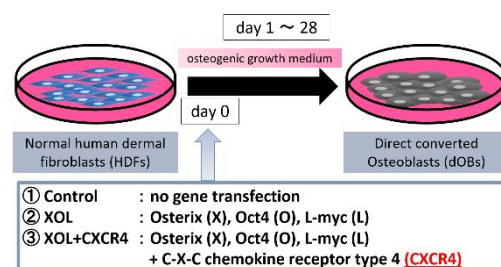 day 1 ～ 28
osteogenic growth medium
day 0
Normal human dermal
fibroblasts (HDFs)
Direct converted
Osteoblasts (dOBs)
① Control : no gene transfection
② XOL : Osterix (X), Oct4 (O), L-myc (L)
③ XOL+CXCR4 : Osterix (X), Oct4 (O), L-myc (L)
+ C-X-C chemokine receptor type 4 (CXCR4)